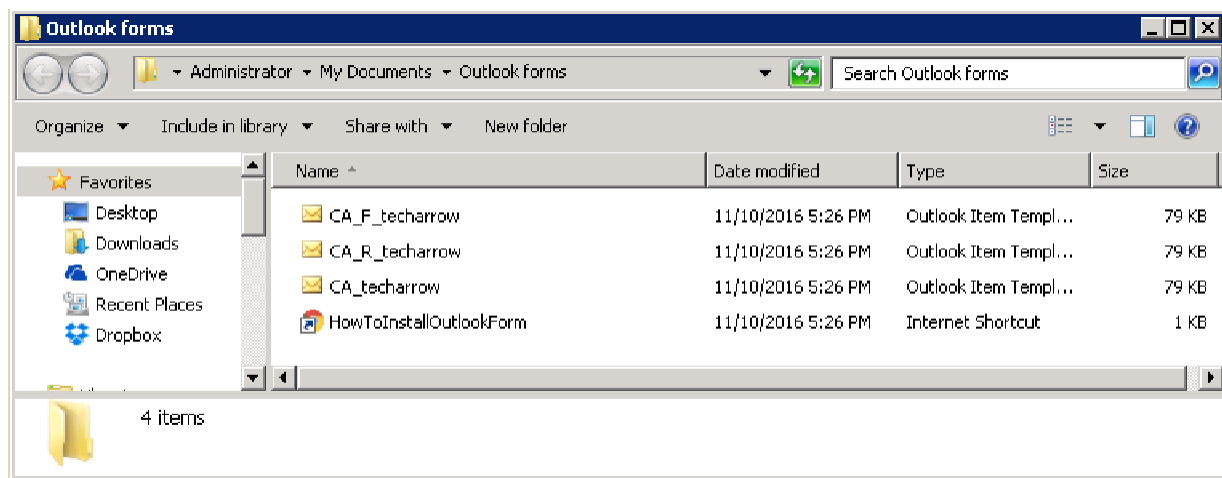 Outlook forms
Administrator My Documents Outlook forms Search Outlook forms
Organize Include in library Share with New folder
Favorites
Desktop
Downloads
OneDrive
Recent Places
Dropbox
Name Date modified Type Size
CA_F_techarrow 11/10/2016 5:26 PM Outlook Item Templ... 79 KB
CA_R_techarrow 11/10/2016 5:26 PM Outlook Item Templ... 79 KB
CA_techarrow 11/10/2016 5:26 PM Outlook Item Templ... 79 KB
HowToInstallOutlookForm 11/10/2016 5:26 PM Internet Shortcut 1 KB
4 items